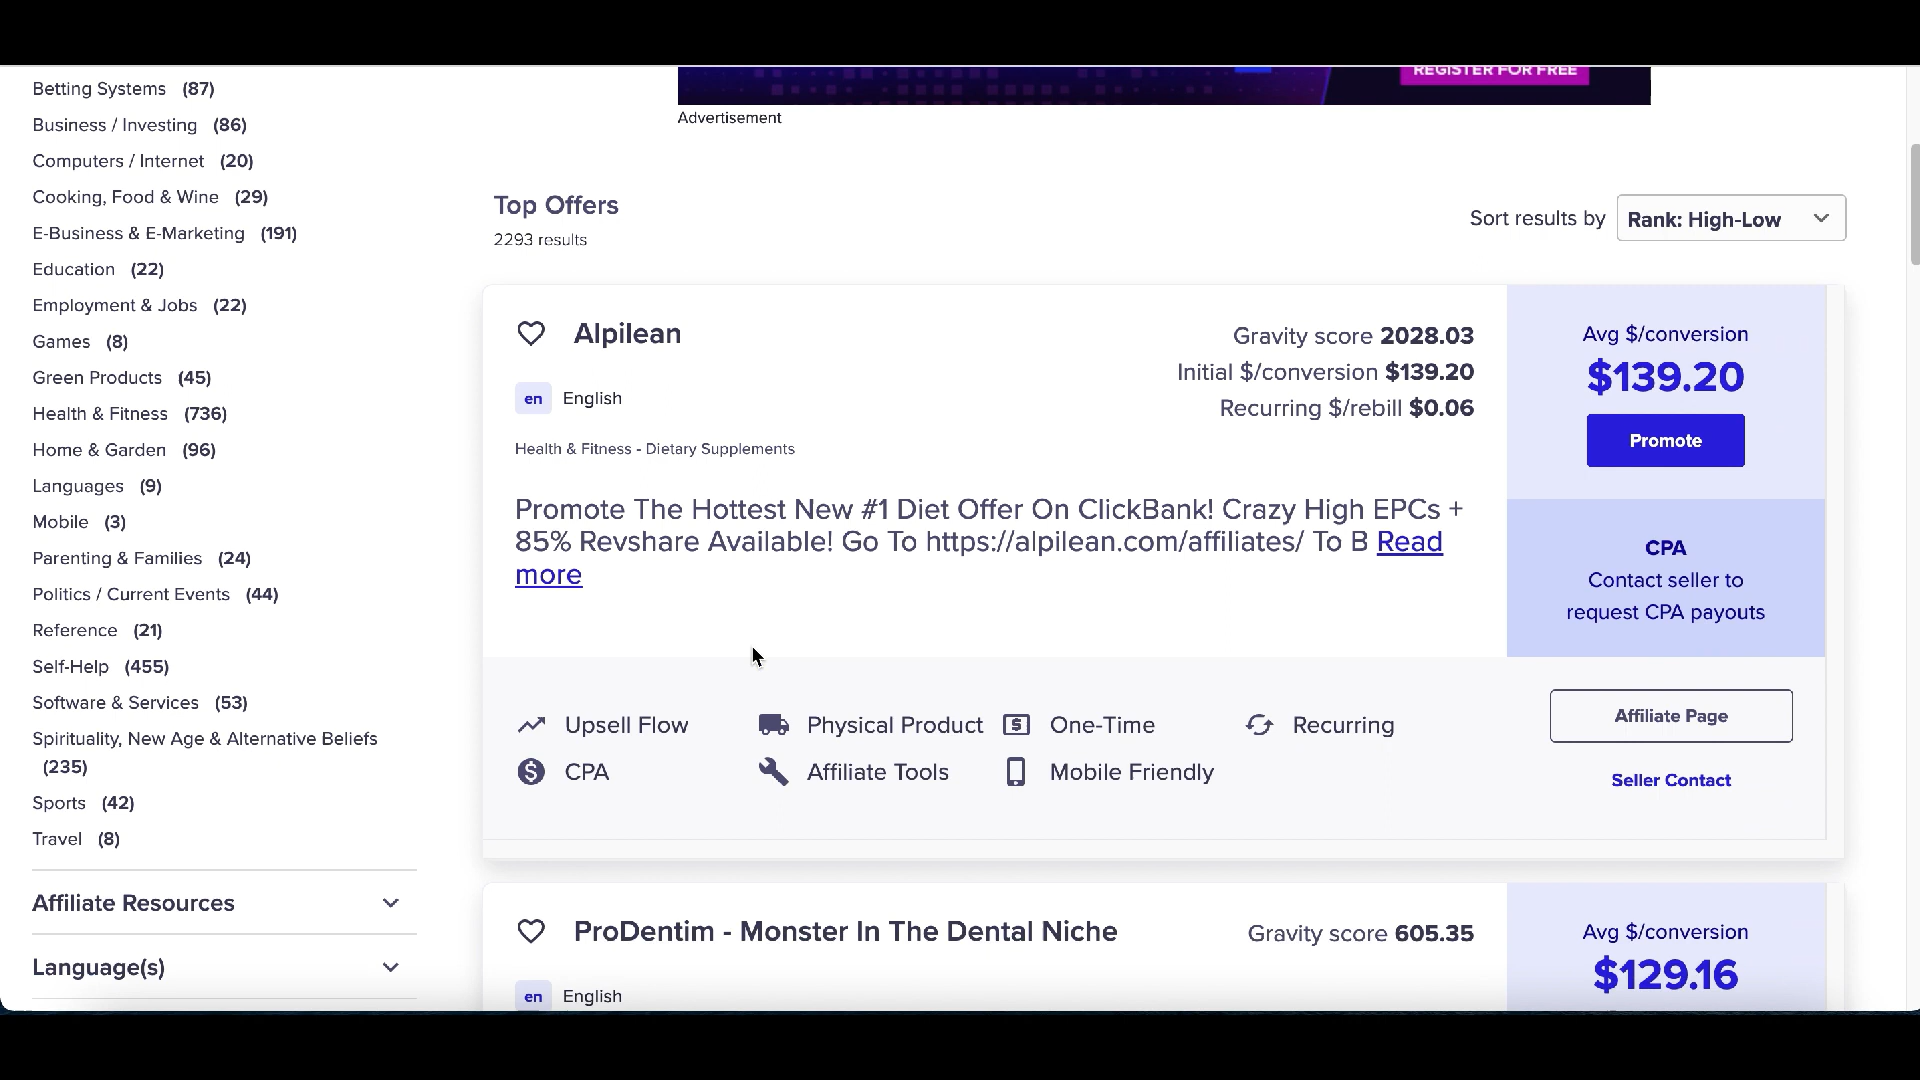 Betting Systems (87)
Business / Investing (86)
Computers / Internet (20)
Cooking, Food & Wine (29)
E-Business & E-Marketing (191)
Education (22)
Employment & Jobs (22)
Games (8)
Green Products (45)
Health & Fitness (736)
Home & Garden (96)
Languages (9)
Mobile (3)
Parenting & Families (24)
Politics / Current Events (44)
Reference (21)
Self-Help (455)
Software & Services (53)
Spirituality, New Age & Alternative Beliefs
(235)
Sports (42)
Travel (8)
Affiliate Resources
Language(s)
REGISTER FOR FREE
Advertisement
Top Offers
2293 results
Sort results by Rank: High-Low
Alpilean
en English
Health & Fitness - Dietary Supplements
Gravity score 2028.03
Initial $/conversion $139.20
Recurring $/rebill $0.06
Promote The Hottest New #1 Diet Offer On ClickBank! Crazy High EPCs +
85% Revshare Available! Go To https://alpilean.com/affiliates/ To B Read
more
Avg $/conversion
$139.20
Promote
CPA
Contact seller to
request CPA payouts
Upsell Flow Physical Product One-Time Recurring
CPA Affiliate Tools Mobile Friendly
Affiliate Page
Seller Contact
ProDentim - Monster In The Dental Niche
Gravity score 605.35
en English
Avg $/conversion
$129.16